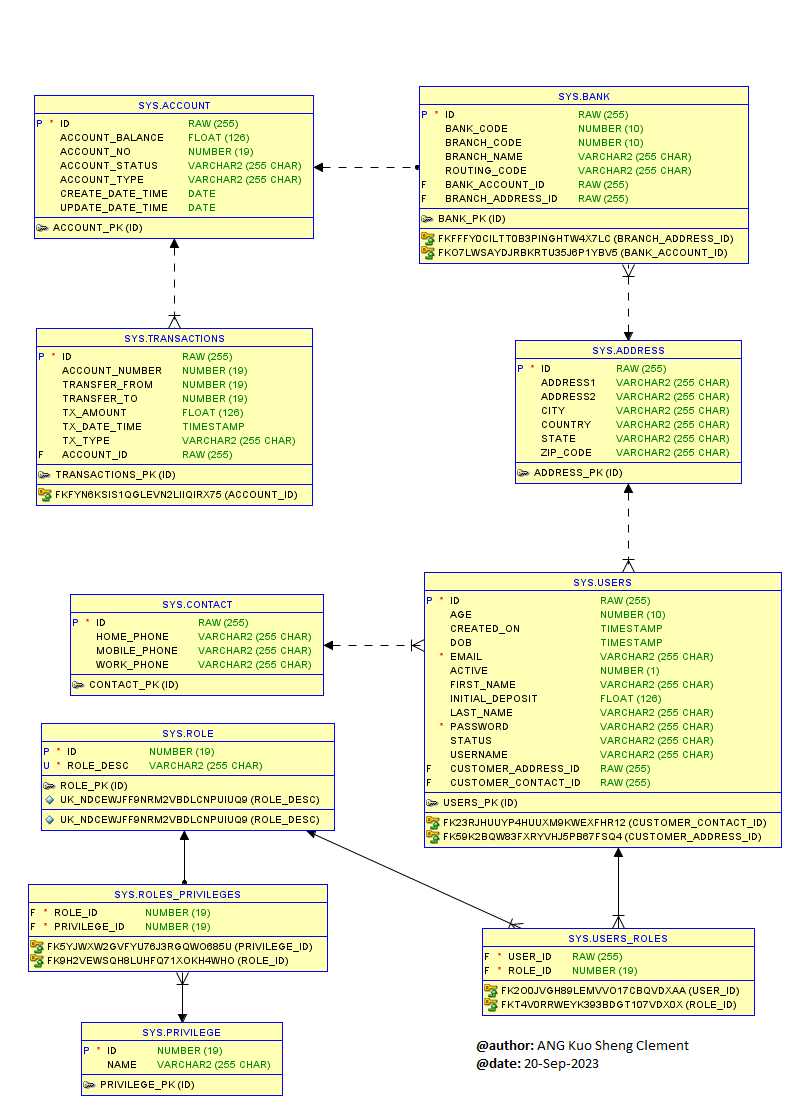 SYS.ACCOUNT
P * ID RAW (255)
ACCOUNT_BALANCE FLOAT (126)
ACCOUNT_NO NUMBER (19)
ACCOUNT_STATUS VARCHAR2 (255 CHAR)
ACCOUNT_TYPE VARCHAR2 (255 CHAR)
CREATE_DATE_TIME DATE
UPDATE_DATE_TIME DATE
ACCOUNT_PK (ID)
SYS.BANK
P * ID RAW (255)
BANK_CODE NUMBER (10)
BRANCH_CODE NUMBER (10)
BRANCH_NAME VARCHAR2 (255 CHAR)
ROUTING_CODE VARCHAR2 (255 CHAR)
F BANK_ACCOUNT_ID RAW (255)
F BRANCH_ADDRESS_ID RAW (255)
BANK_PK (ID)
FKFFFY0CILTT0B3PINGHTW4X7LC (BRANCH_ADDRESS_ID)
FKO7LWSAYDJRBKRTU35J6P1YBV5 (BANK_ACCOUNT_ID)
SYS.TRANSACTIONS
P * ID RAW (255)
ACCOUNT_NUMBER NUMBER (19)
TRANSFER_FROM NUMBER (19)
TRANSFER_TO NUMBER (19)
TX_AMOUNT FLOAT (126)
TX_DATE_TIME TIMESTAMP
TX_TYPE VARCHAR2 (255 CHAR)
F ACCOUNT_ID RAW (255)
TRANSACTIONS_PK (ID)
FKFYN6KSIS1QGLEVN2LIIQIRX75 (ACCOUNT_ID)
SYS.ADDRESS
P * ID RAW (255)
ADDRESS1 VARCHAR2 (255 CHAR)
ADDRESS2 VARCHAR2 (255 CHAR)
CITY VARCHAR2 (255 CHAR)
COUNTRY VARCHAR2 (255 CHAR)
STATE VARCHAR2 (255 CHAR)
ZIP_CODE VARCHAR2 (255 CHAR)
ADDRESS_PK (ID)
SYS.CONTACT
P * ID RAW (255)
HOME_PHONE VARCHAR2 (255 CHAR)
MOBILE_PHONE VARCHAR2 (255 CHAR)
WORK_PHONE VARCHAR2 (255 CHAR)
CONTACT_PK (ID)
SYS.USERS
P * ID RAW (255)
AGE NUMBER (10)
CREATED_ON TIMESTAMP
DOB TIMESTAMP
* EMAIL VARCHAR2 (255 CHAR)
ACTIVE NUMBER (1)
FIRST_NAME VARCHAR2 (255 CHAR)
INITIAL_DEPOSIT FLOAT (126)
LAST_NAME VARCHAR2 (255 CHAR)
* PASSWORD VARCHAR2 (255 CHAR)
STATUS VARCHAR2 (255 CHAR)
USERNAME VARCHAR2 (255 CHAR)
F CUSTOMER_ADDRESS_ID RAW (255)
F CUSTOMER_CONTACT_ID RAW (255)
USERS_PK (ID)
FK23RJHUUYP4HUUXM9KWEXFHR12 (CUSTOMER_CONTACT_ID)
FK59K2BQW83FXRYVHJ5PB67FSQ4 (CUSTOMER_ADDRESS_ID)
SYS.ROLE
P * ID NUMBER (19)
U * ROLE_DESC VARCHAR2 (255 CHAR)
ROLE_PK (ID)
UK_NDCEWJFF9NRM2VBDLCNPUIUQ9 (ROLE_DESC)
UK_NDCEWJFF9NRM2VBDLCNPUIUQ9 (ROLE_DESC)
SYS.ROLES_PRIVILEGES
F * ROLE_ID NUMBER (19)
F * PRIVILEGE_ID NUMBER (19)
FK5YJWXW2GVFYU76J3RGQWO685U (PRIVILEGE_ID)
FK9H2VEWSQH8LUHFQ71XOKH4WHO (ROLE_ID)
SYS.USERS_ROLES
F * USER_ID RAW (255)
F * ROLE_ID NUMBER (19)
FK2O0JVGH89LEMVVO17CBQVDXAA (USER_ID)
FKT4V0RRWEYK393BDGT107VDX0X (ROLE_ID)
SYS.PRIVILEGE
P * ID NUMBER (19)
NAME VARCHAR2 (255 CHAR)
PRIVILEGE_PK (ID)
@author: ANG Kuo Sheng Clement
@date: 20-Sep-2023